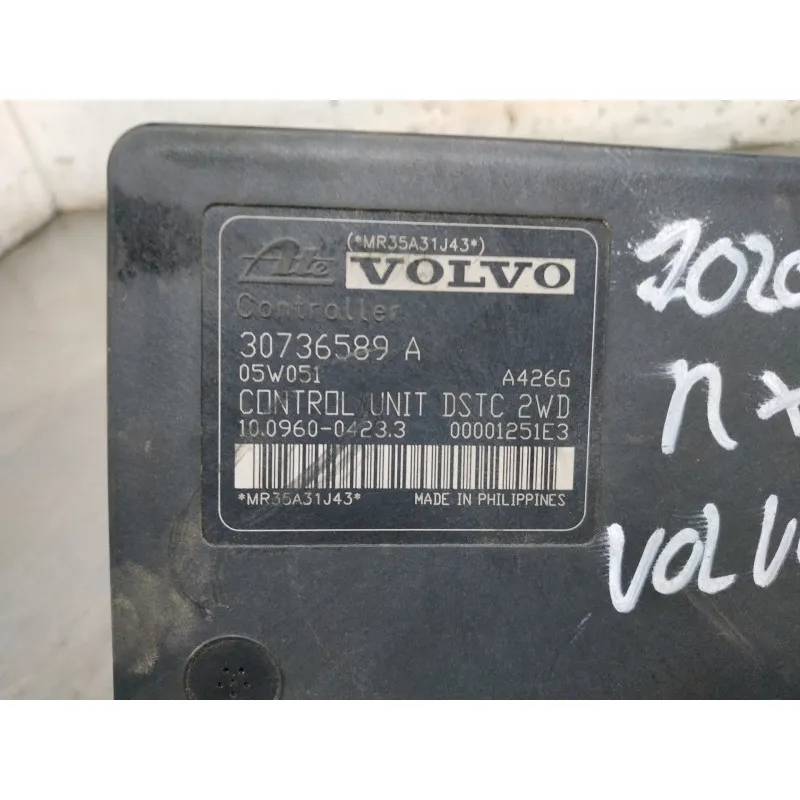 (*MR35A31J43*)
Ate VOLVO
Controller
30736589 A
05W051 A426G
CONTROL UNIT DSTC 2WD
10.0960-0423.3 00001251E3
*MR35A31J43* MADE IN PHILIPPINES